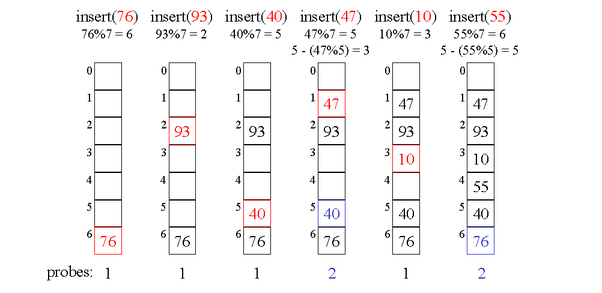 insert(76) insert(93) insert(40) insert(47) insert(10) insert(55)
76%7 = 6 93%7 = 2 40%7 = 5 47%7 = 5 10%7 = 3 55%7 = 6
5 - (47%5) = 3 5 - (55%5) = 5
0 0 0 0 0 0
1 1 1 1 47 1 47 1 47
2 2 93 2 93 2 93 2 93 2 93
3 3 3 3 3 10 3 10
4 4 4 4 4 4 55
5 5 5 40 5 40 5 40 5 40
6 76 6 76 6 76 6 76 6 76 6 76
probes: 1 1 1 2 1 2